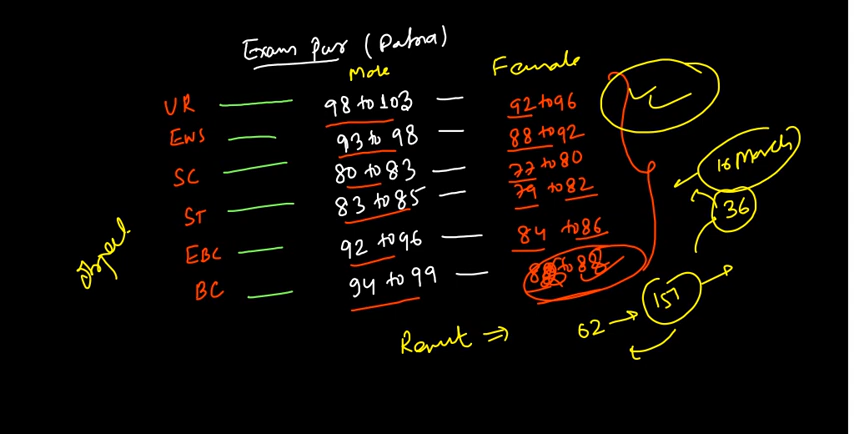 Exam Pur (Patna)
Male Female
UR 98 to 103 92 to 96
EWS 93 to 98 88 to 92
SC 80 to 83 77 to 80
ST 83 to 85 79 to 82
EBC 92 to 96 84 to 86
BC 94 to 99
16 March
36
151
62